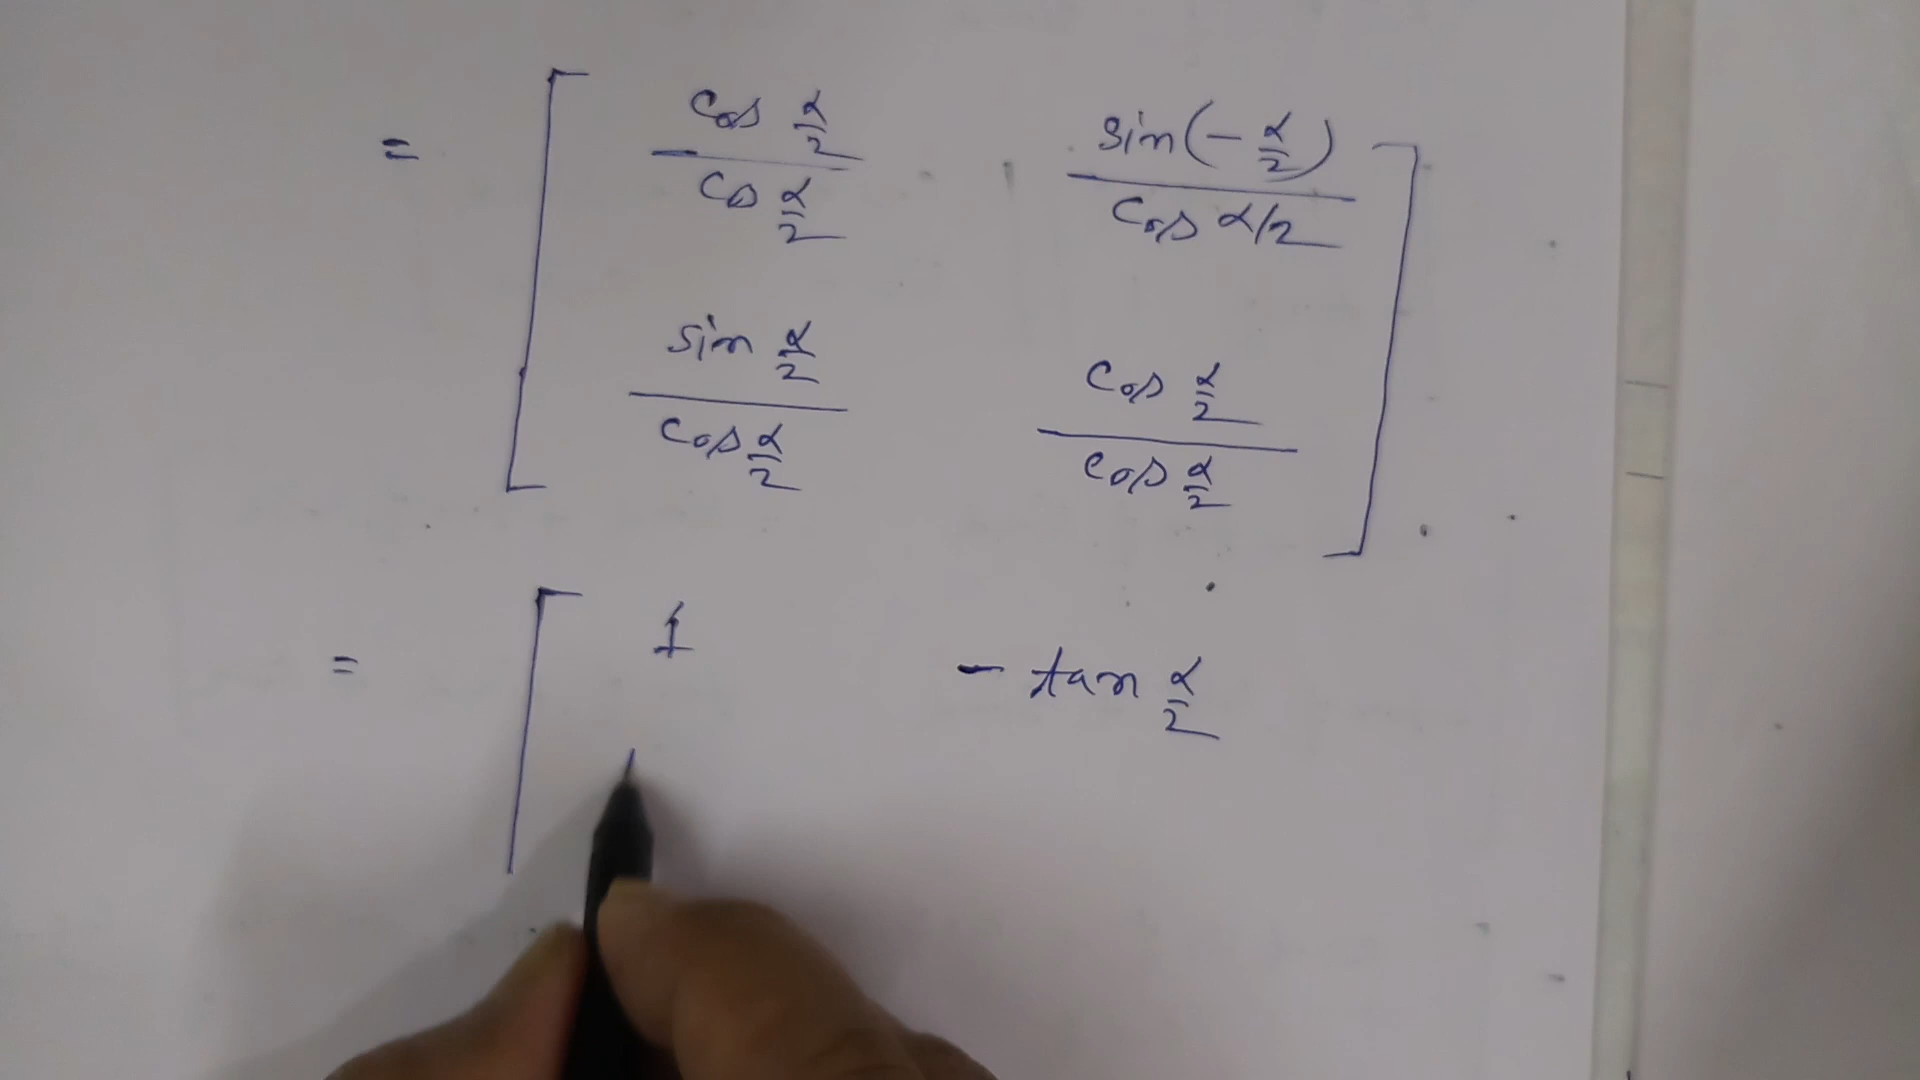 = [ cos α/2 / cos α/2    sin(-α/2) / cos α/2
sin α/2 / cos α/2    cos α/2 / cos α/2 ]
= [ 1    - tan α/2